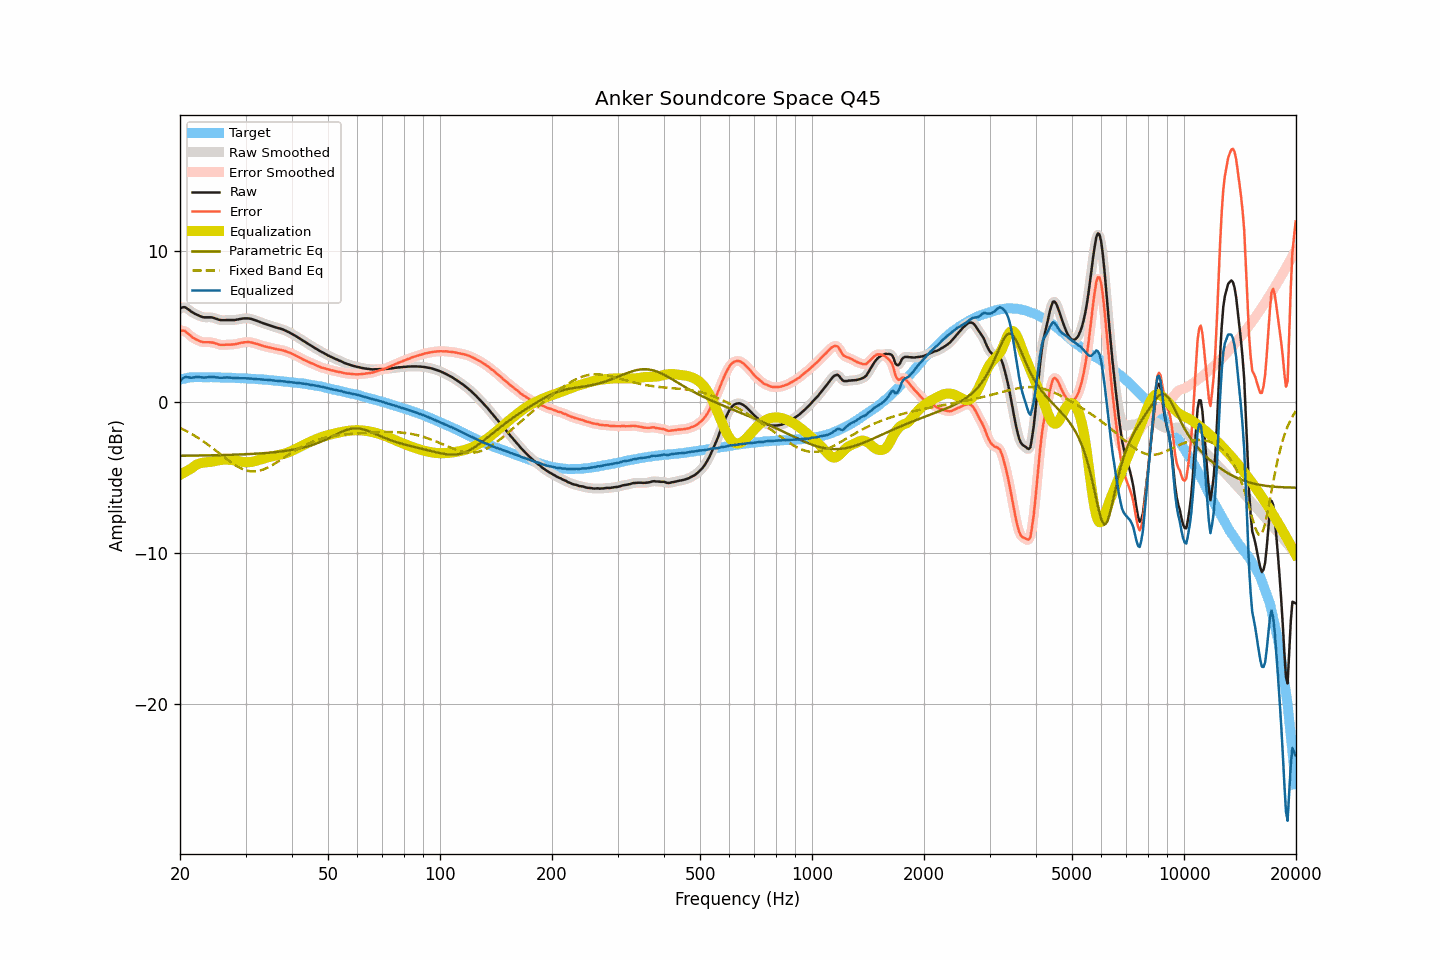 Anker Soundcore Space Q45
Target
Raw Smoothed
Error Smoothed
Raw
Error
Equalization
Parametric Eq
Fixed Band Eq
Equalized
10
0
−10
−20
Amplitude (dBr)
20 50 100 200 500 1000 2000 5000 10000 20000
Frequency (Hz)